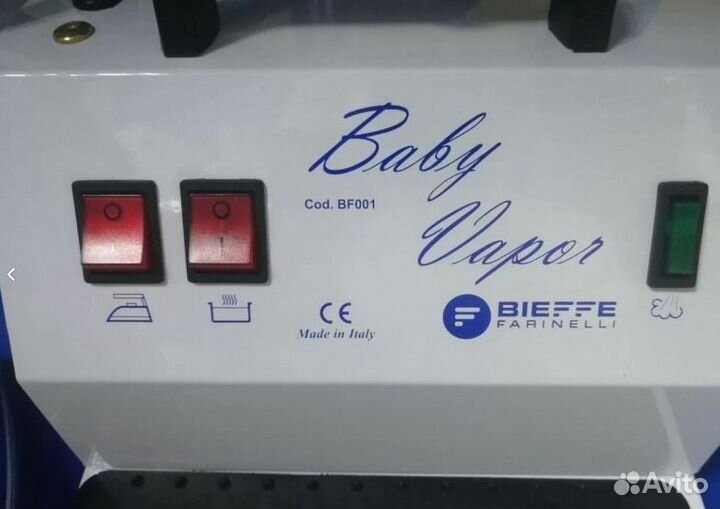 Baby
Cod. BF001
Vapor
CE
Made in Italy
BIEFFE
FARINELLI
Avito